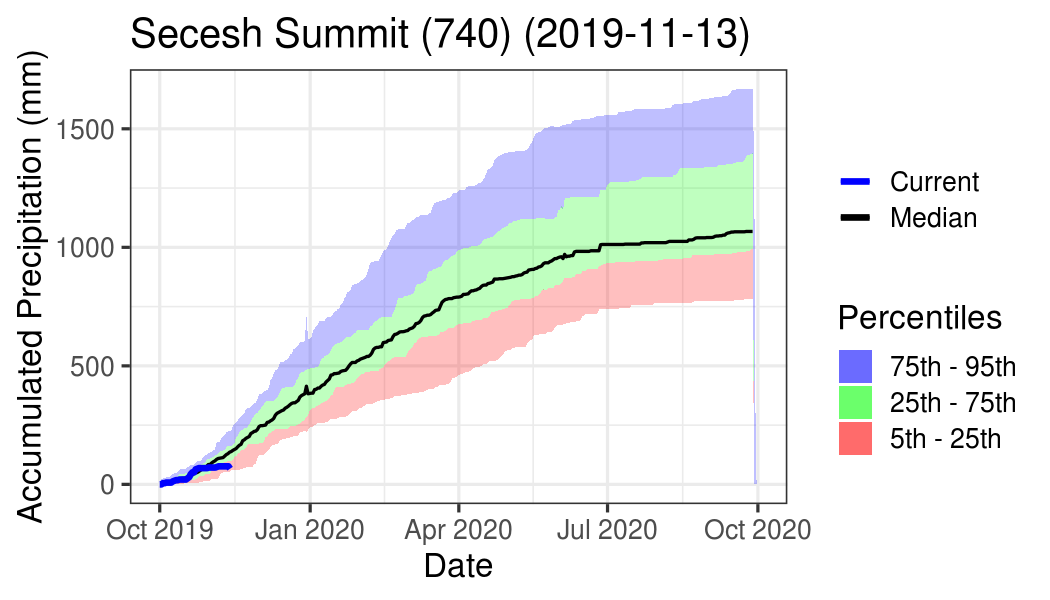 Secesh Summit (740) (2019-11-13)
Accumulated Precipitation (mm)
1500
1000
500
0
Oct 2019 Jan 2020 Apr 2020 Jul 2020 Oct 2020
Date
Current
Median
Percentiles
75th - 95th
25th - 75th
5th - 25th